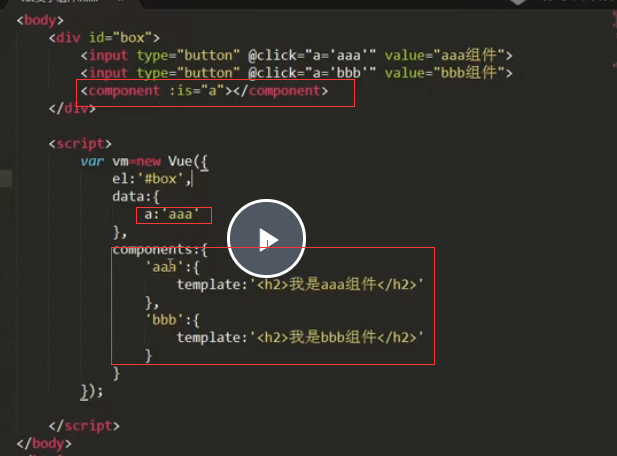 <body>
<div id="box">
<input type="button" @click="a='aaa'" value="aaa组件">
<input type="button" @click="a='bbb'" value="bbb组件">
<component :is="a"></component>
</div>
<script>
var vm=new Vue({
el:'#box',
data:{
a:'aaa'
},
components:{
'aaa':{
template:'<h2>我是aaa组件</h2>'
},
'bbb':{
template:'<h2>我是bbb组件</h2>'
}
}
});
</script>
</body>